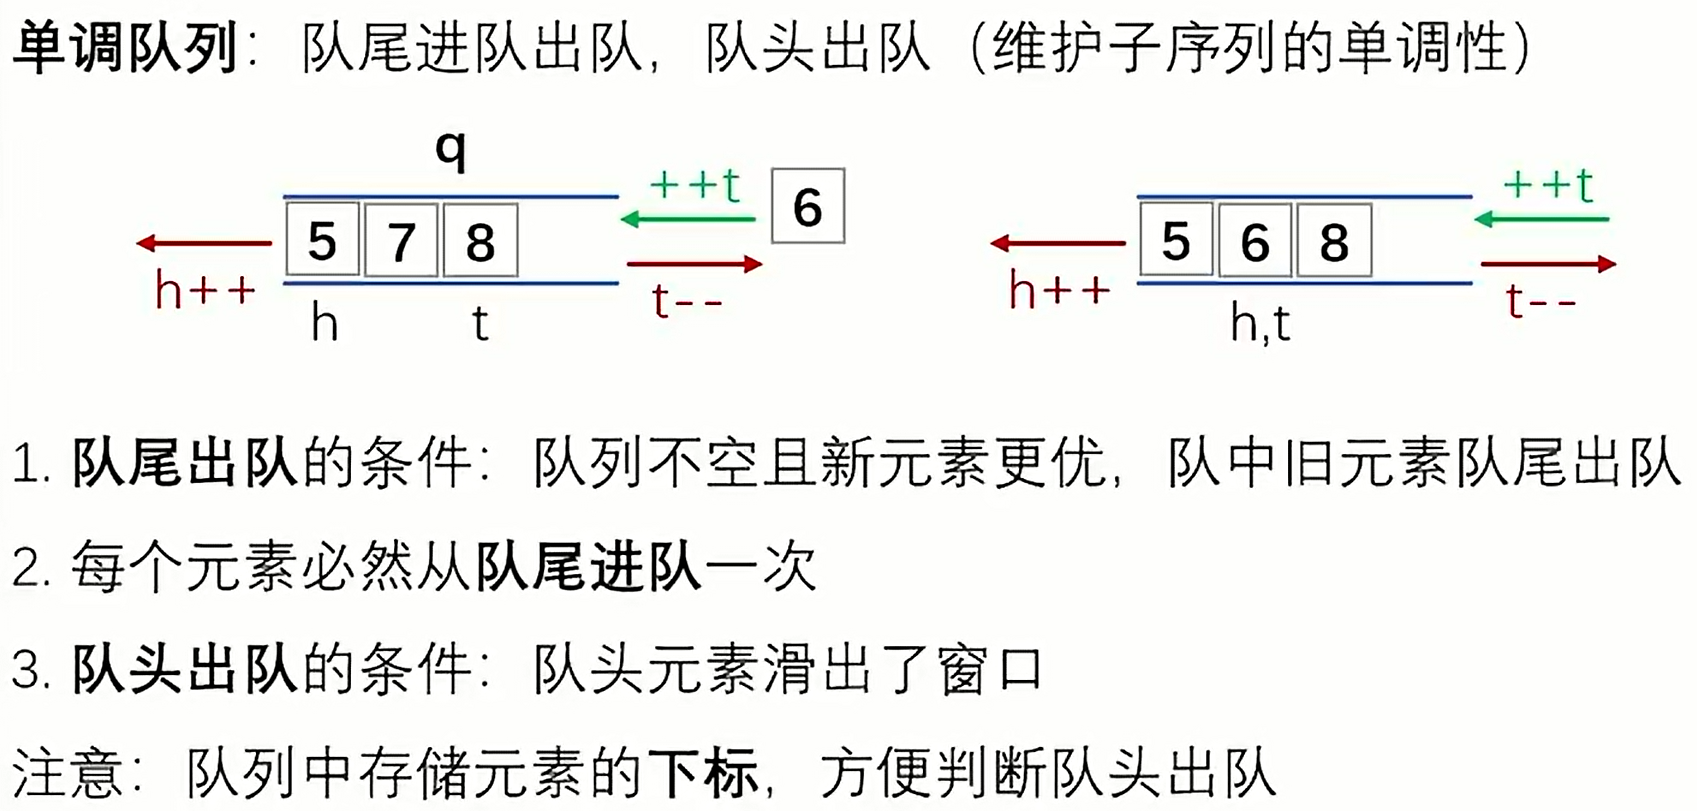 单调队列：队尾进队出队，队头出队（维护子序列的单调性）
q
++t
6
++t
5 7 8
5 6 8
h++
t--
h++
t--
h
t
h,t
1. 队尾出队的条件：队列不空且新元素更优，队中旧元素队尾出队
2. 每个元素必然从队尾进队一次
3. 队头出队的条件：队头元素滑出了窗口
注意：队列中存储元素的下标，方便判断队头出队